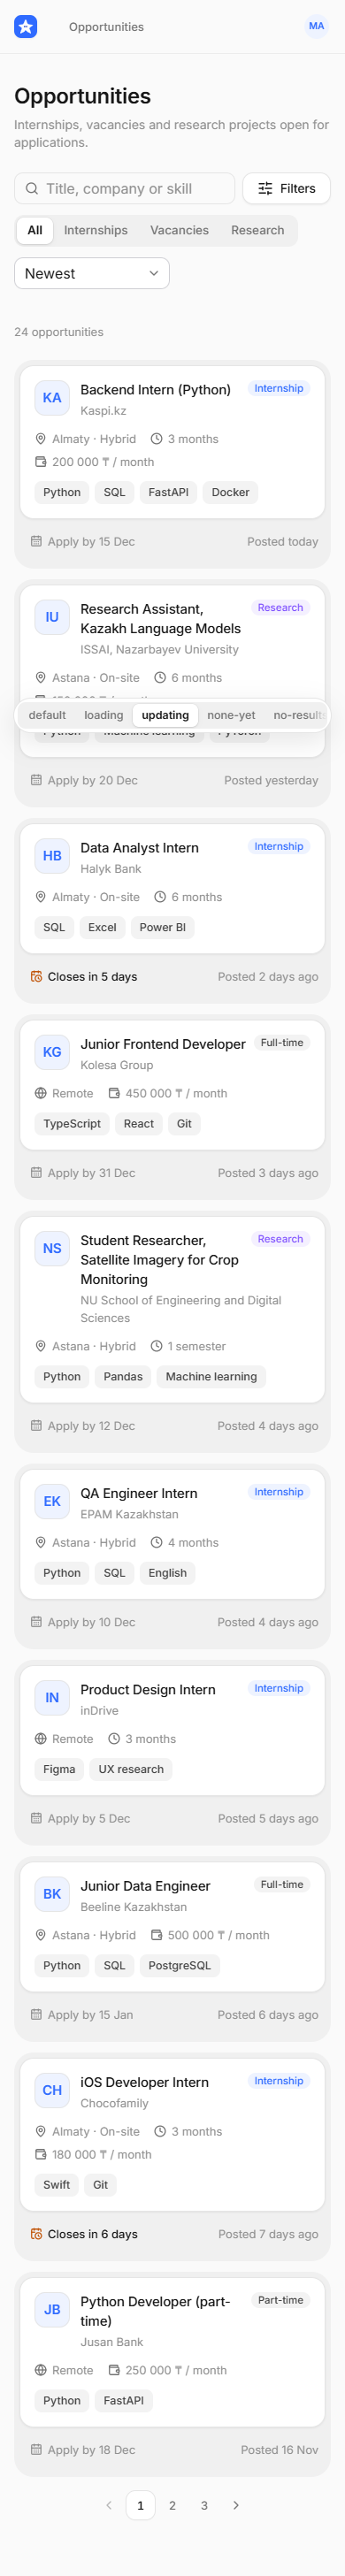 Opportunities
MA
Opportunities
Internships, vacancies and research projects open for
applications.
Title, company or skill
Filters
All Internships Vacancies Research
Newest
24 opportunities
KA
Backend Intern (Python)
Internship
Kaspi.kz
Almaty · Hybrid 3 months
200 000 ₸ / month
Python SQL FastAPI Docker
Apply by 15 Dec Posted today
IU
Research Assistant,
Kazakh Language Models
Research
ISSAI, Nazarbayev University
Astana · On-site 6 months
default loading updating none-yet no-results
Python Machine learning PyTorch
Apply by 20 Dec Posted yesterday
HB
Data Analyst Intern
Internship
Halyk Bank
Almaty · On-site 6 months
SQL Excel Power BI
Closes in 5 days Posted 2 days ago
KG
Junior Frontend Developer
Full-time
Kolesa Group
Remote 450 000 ₸ / month
TypeScript React Git
Apply by 31 Dec Posted 3 days ago
NS
Student Researcher,
Satellite Imagery for Crop
Monitoring
Research
NU School of Engineering and Digital
Sciences
Astana · Hybrid 1 semester
Python Pandas Machine learning
Apply by 12 Dec Posted 4 days ago
EK
QA Engineer Intern
Internship
EPAM Kazakhstan
Astana · Hybrid 4 months
Python SQL English
Apply by 10 Dec Posted 4 days ago
IN
Product Design Intern
Internship
inDrive
Remote 3 months
Figma UX research
Apply by 5 Dec Posted 5 days ago
BK
Junior Data Engineer
Full-time
Beeline Kazakhstan
Astana · Hybrid 500 000 ₸ / month
Python SQL PostgreSQL
Apply by 15 Jan Posted 6 days ago
CH
iOS Developer Intern
Internship
Chocofamily
Almaty · On-site 3 months
180 000 ₸ / month
Swift Git
Closes in 6 days Posted 7 days ago
JB
Python Developer (part-
time)
Part-time
Jusan Bank
Remote 250 000 ₸ / month
Python FastAPI
Apply by 18 Dec Posted 16 Nov
1 2 3